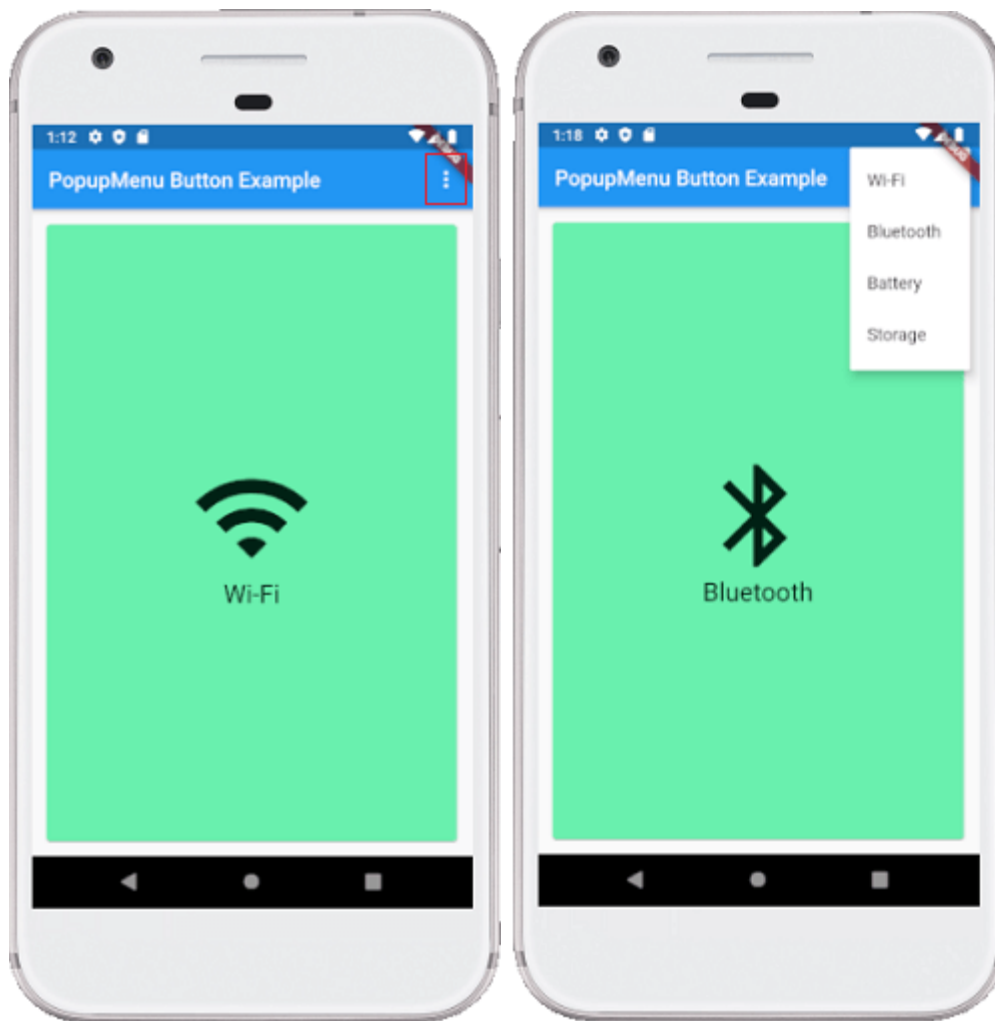 1:12
PopupMenu Button Example
Wi-Fi
1:18
PopupMenu Button Example
Wi-Fi
Bluetooth
Battery
Storage
Bluetooth